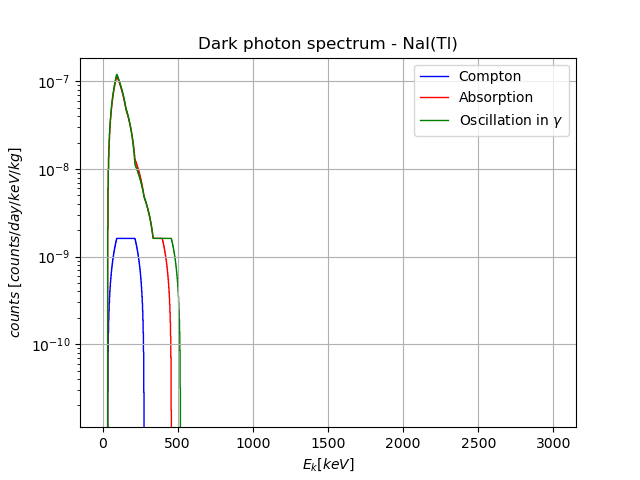 Dark photon spectrum - NaI(Tl)
Compton
Absorption
Oscillation in γ
10⁻⁷
10⁻⁸
10⁻⁹
10⁻¹⁰
counts [counts/day/keV/kg]
0
500
1000
1500
2000
2500
3000
E_k[keV]